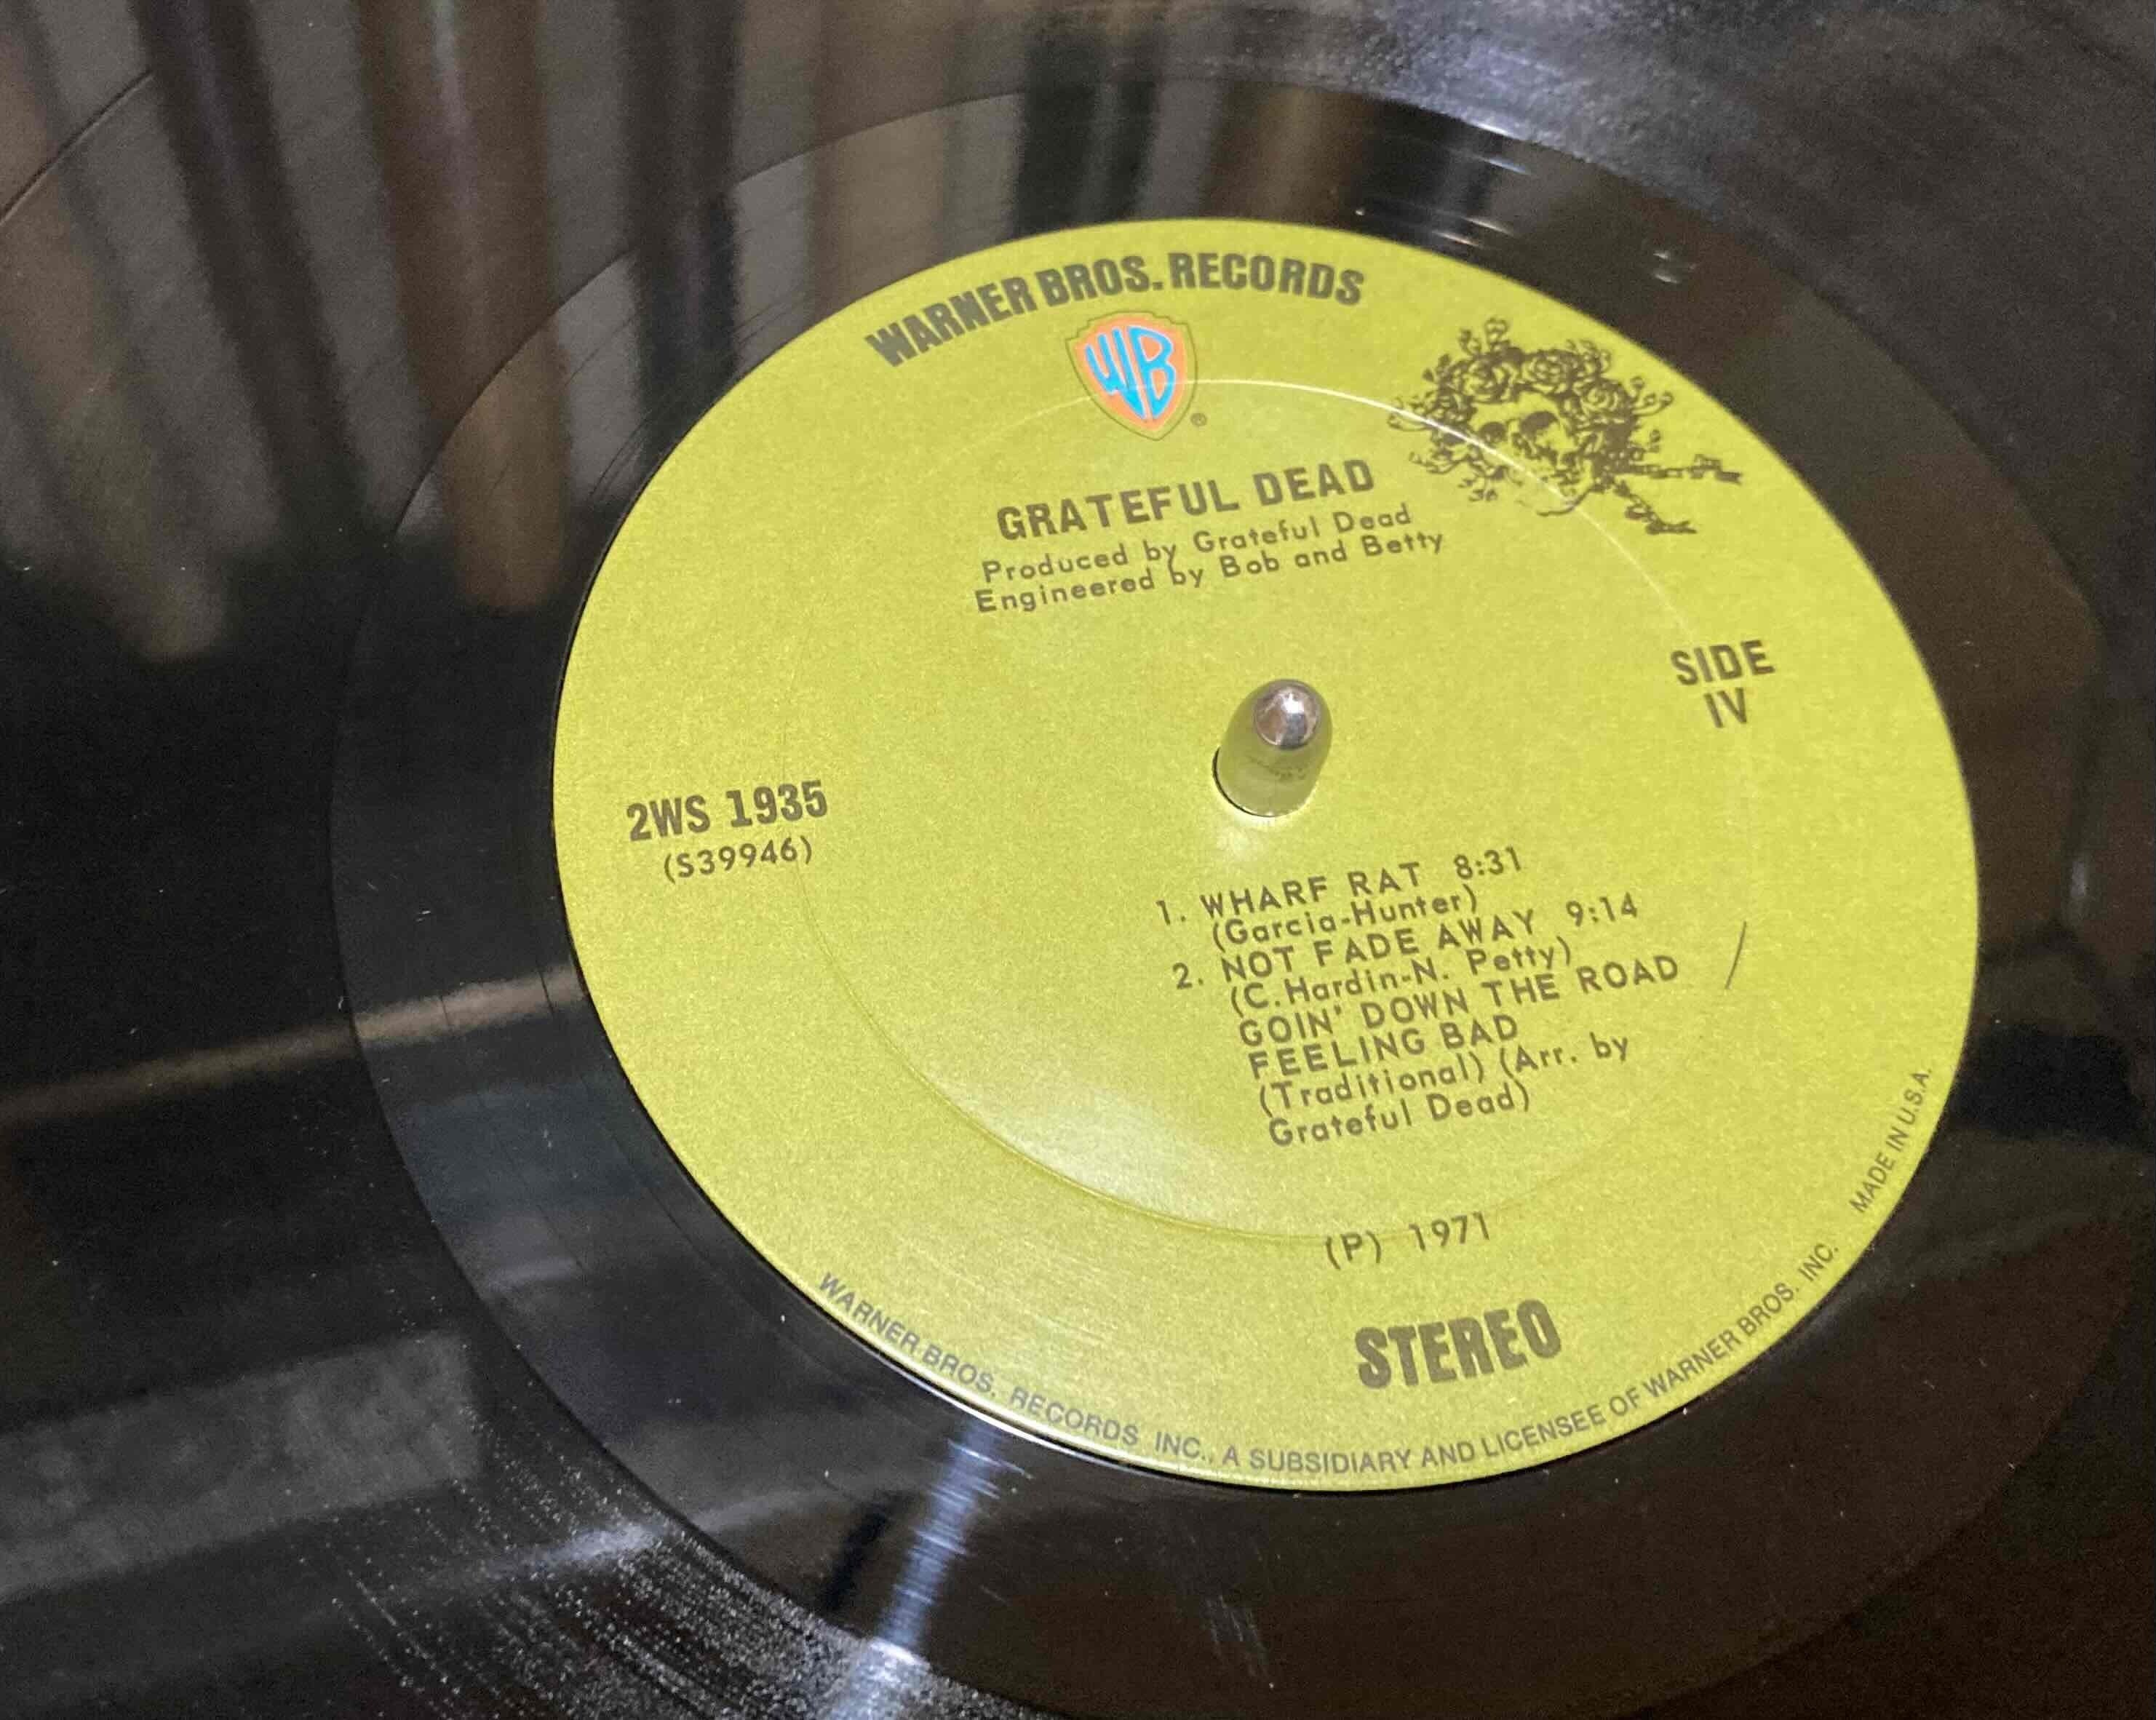 WARNER BROS. RECORDS
WB
®
GRATEFUL DEAD
Produced by Grateful Dead
Engineered by Bob and Betty
SIDE
IV
2WS 1935
(S39946)
1. WHARF RAT 8:31
(Garcia-Hunter)
2. NOT FADE AWAY 9:14
(C.Hardin-N. Petty)
GOIN' DOWN THE ROAD
FEELING BAD
(Traditional) (Arr. by
Grateful Dead)
(P) 1971
STEREO
WARNER BROS. RECORDS INC., A SUBSIDIARY AND LICENSEE OF WARNER BROS. INC. MADE IN U.S.A.